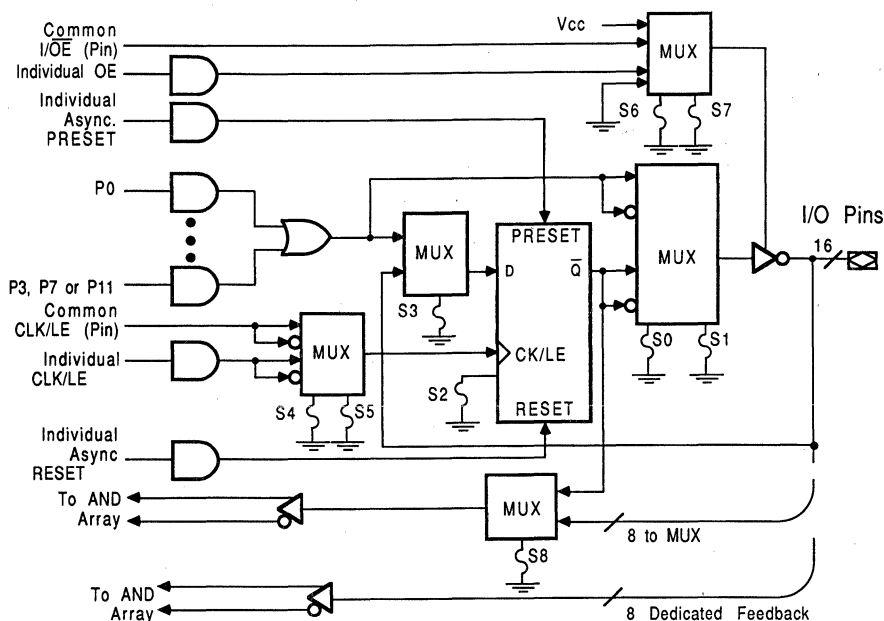 Common
I/OE (Pin)
Individual OE
Individual
Async.
PRESET
P0
P3, P7 or P11
Common
CLK/LE (Pin)
Individual
CLK/LE
Individual
Async
RESET
To AND
Array
To AND
Array
Vcc
MUX
S6
S7
MUX
S3
MUX
S4
S5
PRESET
D
Q
CK/LE
RESET
S2
MUX
S0
S1
I/O Pins
16
MUX
S8
8 to MUX
8 Dedicated Feedback